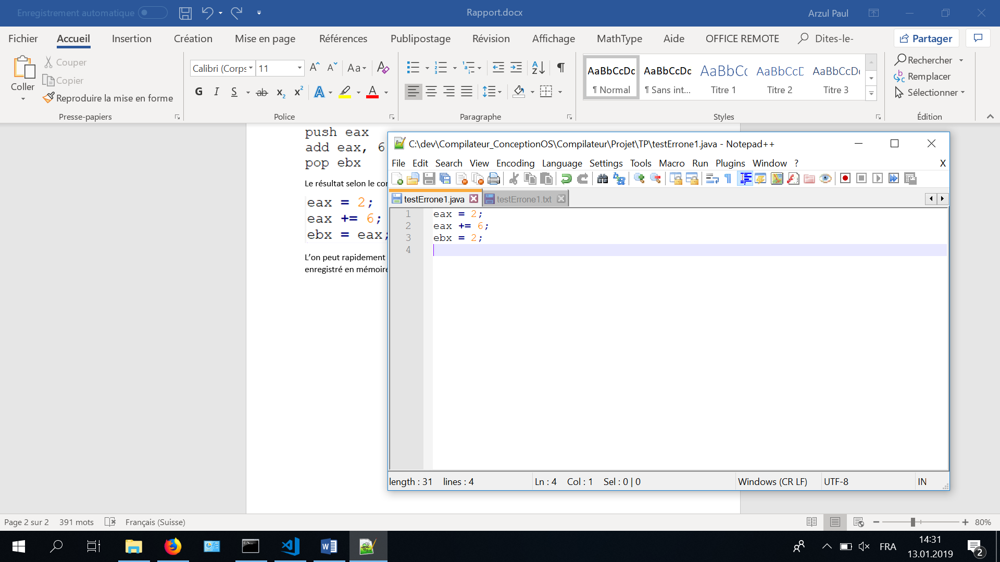 Enregistrement automatique
Rapport.docx
Arzul Paul
Fichier Accueil Insertion Création Mise en page Références Publipostage Révision Affichage MathType Aide OFFICE REMOTE Dites-le-
Partager
Coller
Couper
Copier
Reproduire la mise en forme
Presse-papiers
Calibri (Corps 11
Aa
G I S ab x₂ x²
Police
Paragraphe
AaBbCcDc AaBbCcDc AaBbCc AaBbCcD AaBbCcDc
¶ Normal ¶ Sans int... Titre 1 Titre 2 Titre 3
Styles
Rechercher
Remplacer
Sélectionner
Édition
push eax
add eax, 6
pop ebx
Le résultat selon le
eax = 2;
eax += 6;
ebx = eax;
L’on peut rapidement
enregistré en mémoire
C:\dev\Compilateur_ConceptionOS\Compilateur\Projet\TP\testErrone1.java - Notepad++
File Edit Search View Encoding Language Settings Tools Macro Run Plugins Window ? X
testErrone1.java testErrone1.txt
1 eax = 2;
2 eax += 6;
3 ebx = 2;
4
length : 31 lines : 4 Ln : 4 Col : 1 Sel : 0 | 0 Windows (CR LF) UTF-8 IN
Page 2 sur 2 391 mots Français (Suisse) 80%
FRA
14:31
13.01.2019
2